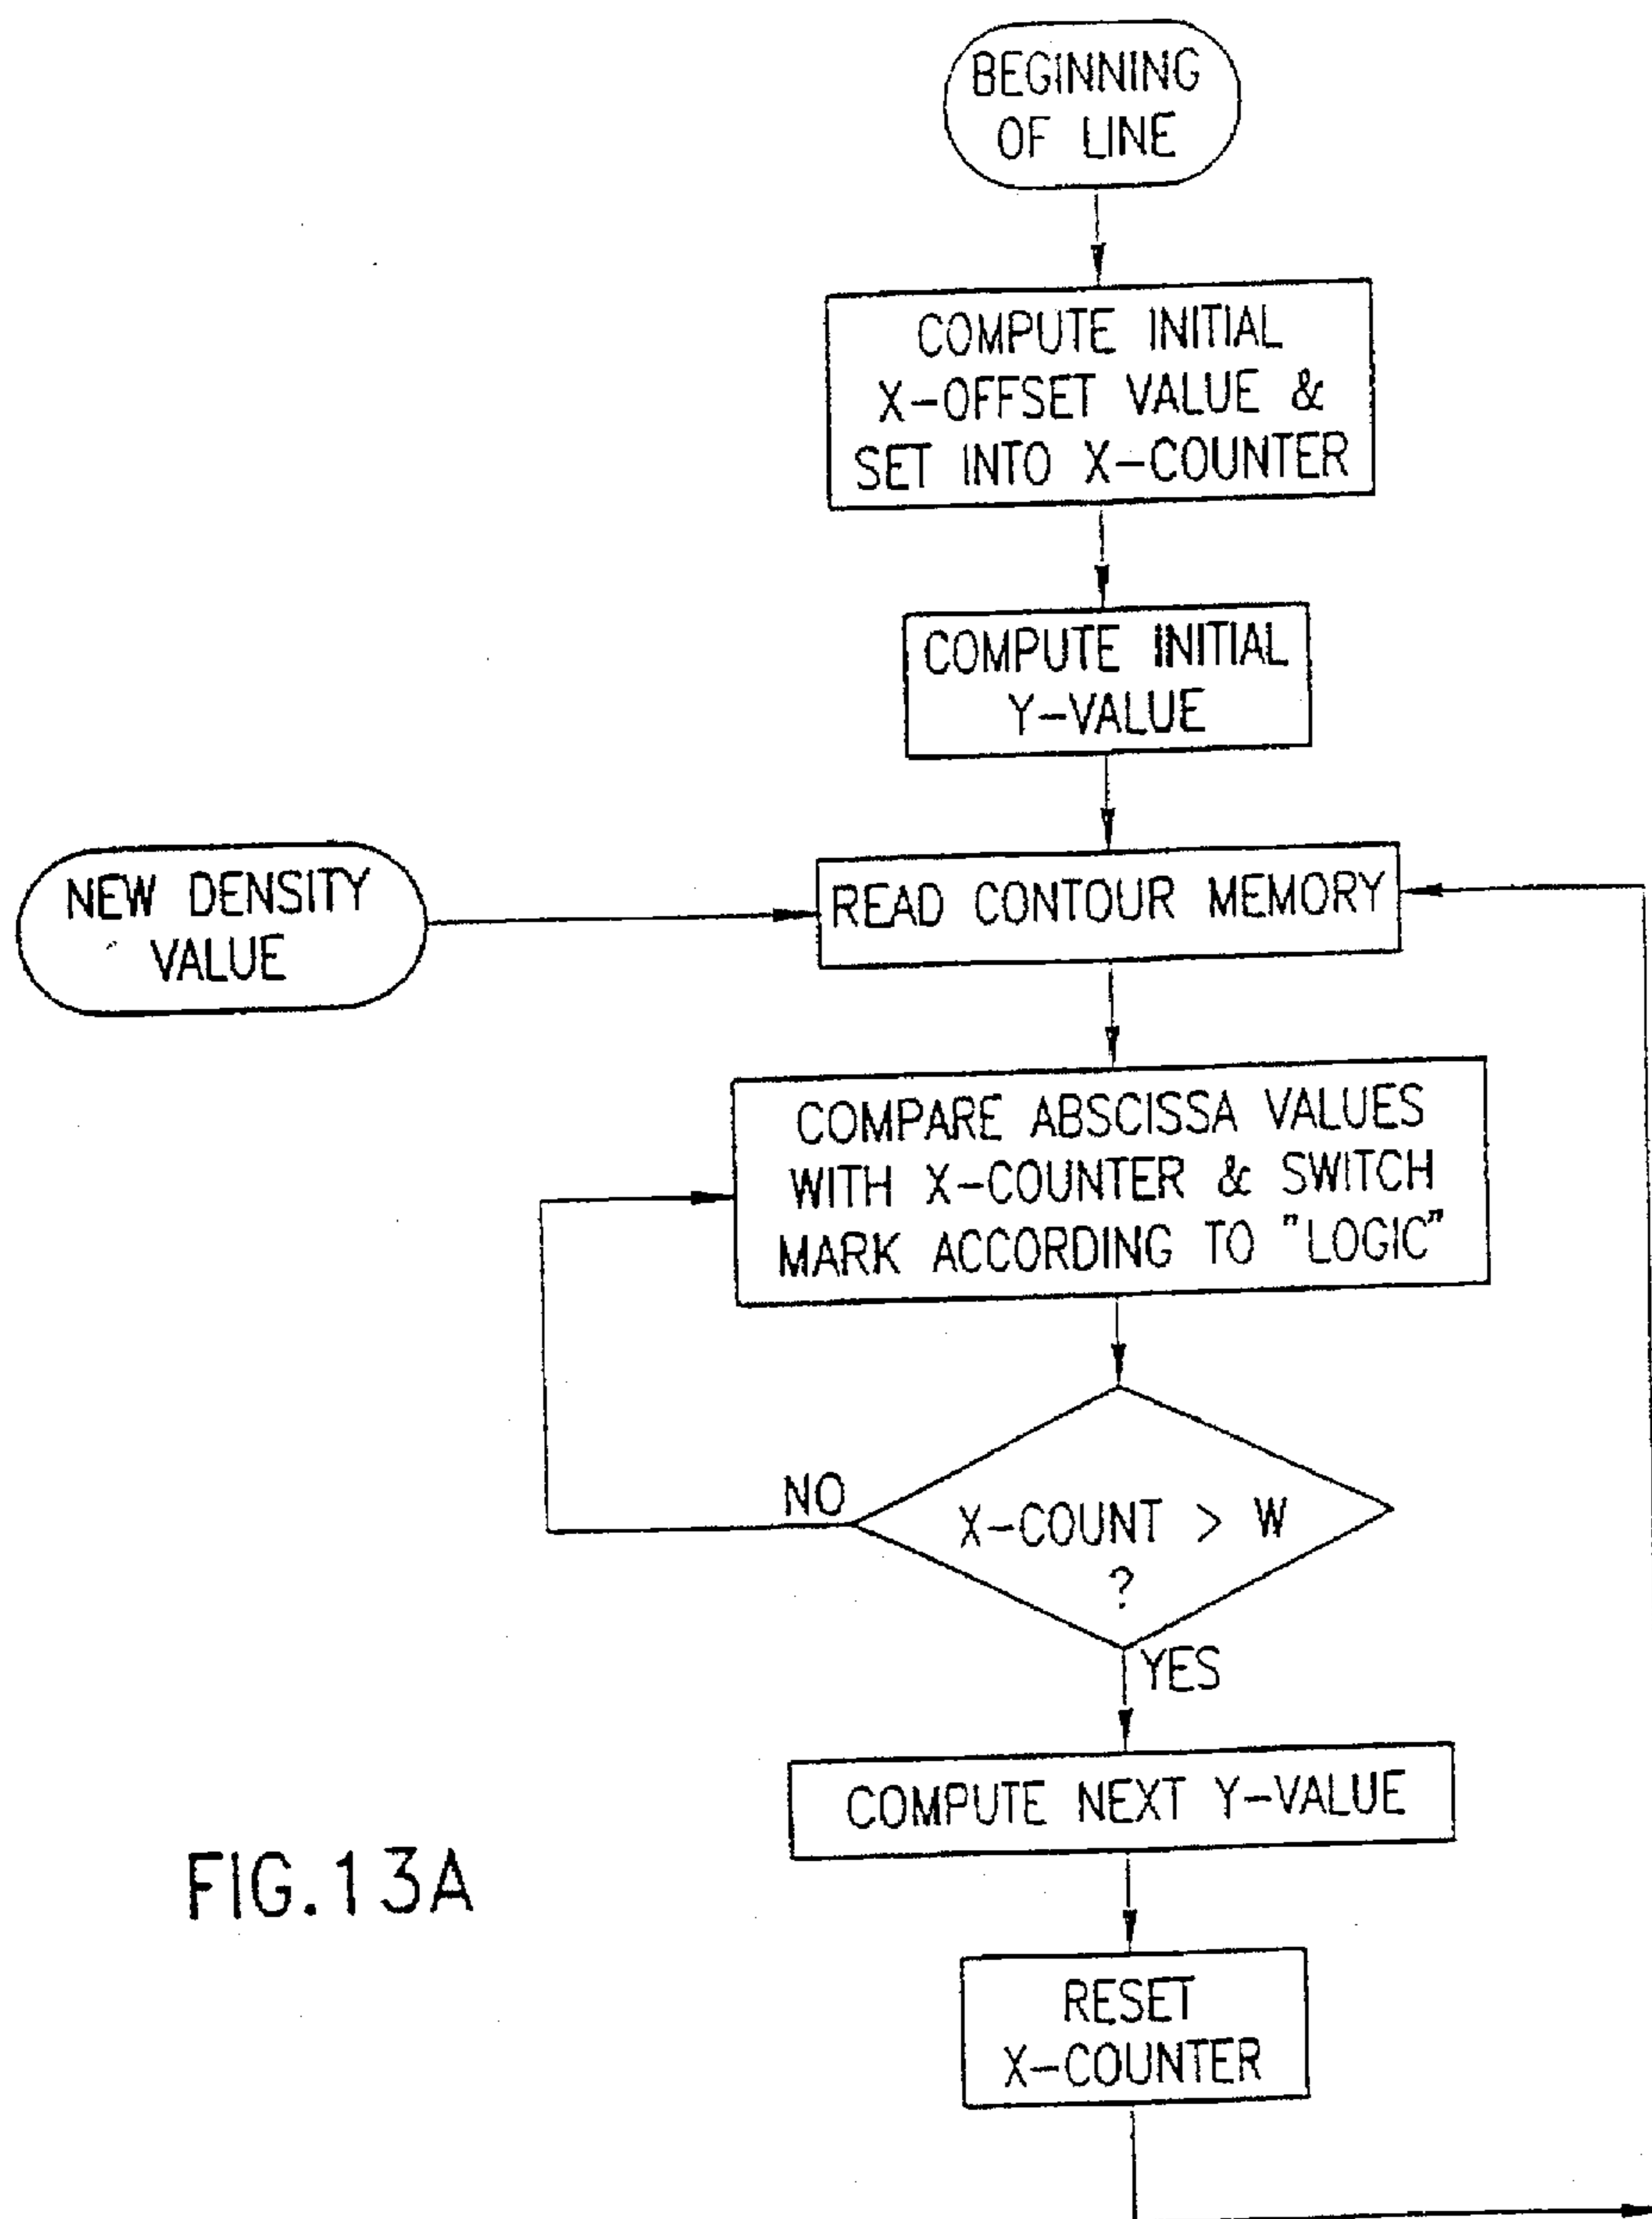 BEGINNING
OF LINE
COMPUTE INITIAL
X-OFFSET VALUE &
SET INTO X-COUNTER
COMPUTE INITIAL
Y-VALUE
NEW DENSITY
VALUE
READ CONTOUR MEMORY
COMPARE ABSCISSA VALUES
WITH X-COUNTER & SWITCH
MARK ACCORDING TO "LOGIC"
NO
X-COUNT > W
?
YES
COMPUTE NEXT Y-VALUE
FIG.13A
RESET
X-COUNTER